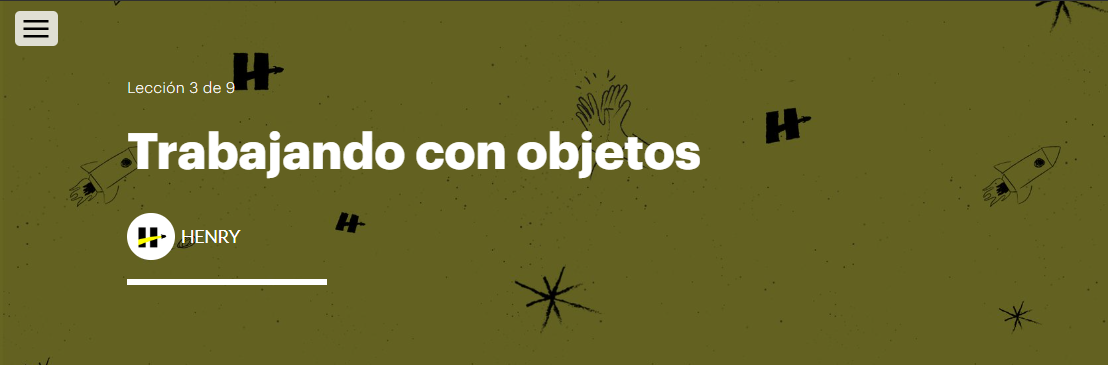 Lección 3 de 9
Trabajando con objetos
HENRY